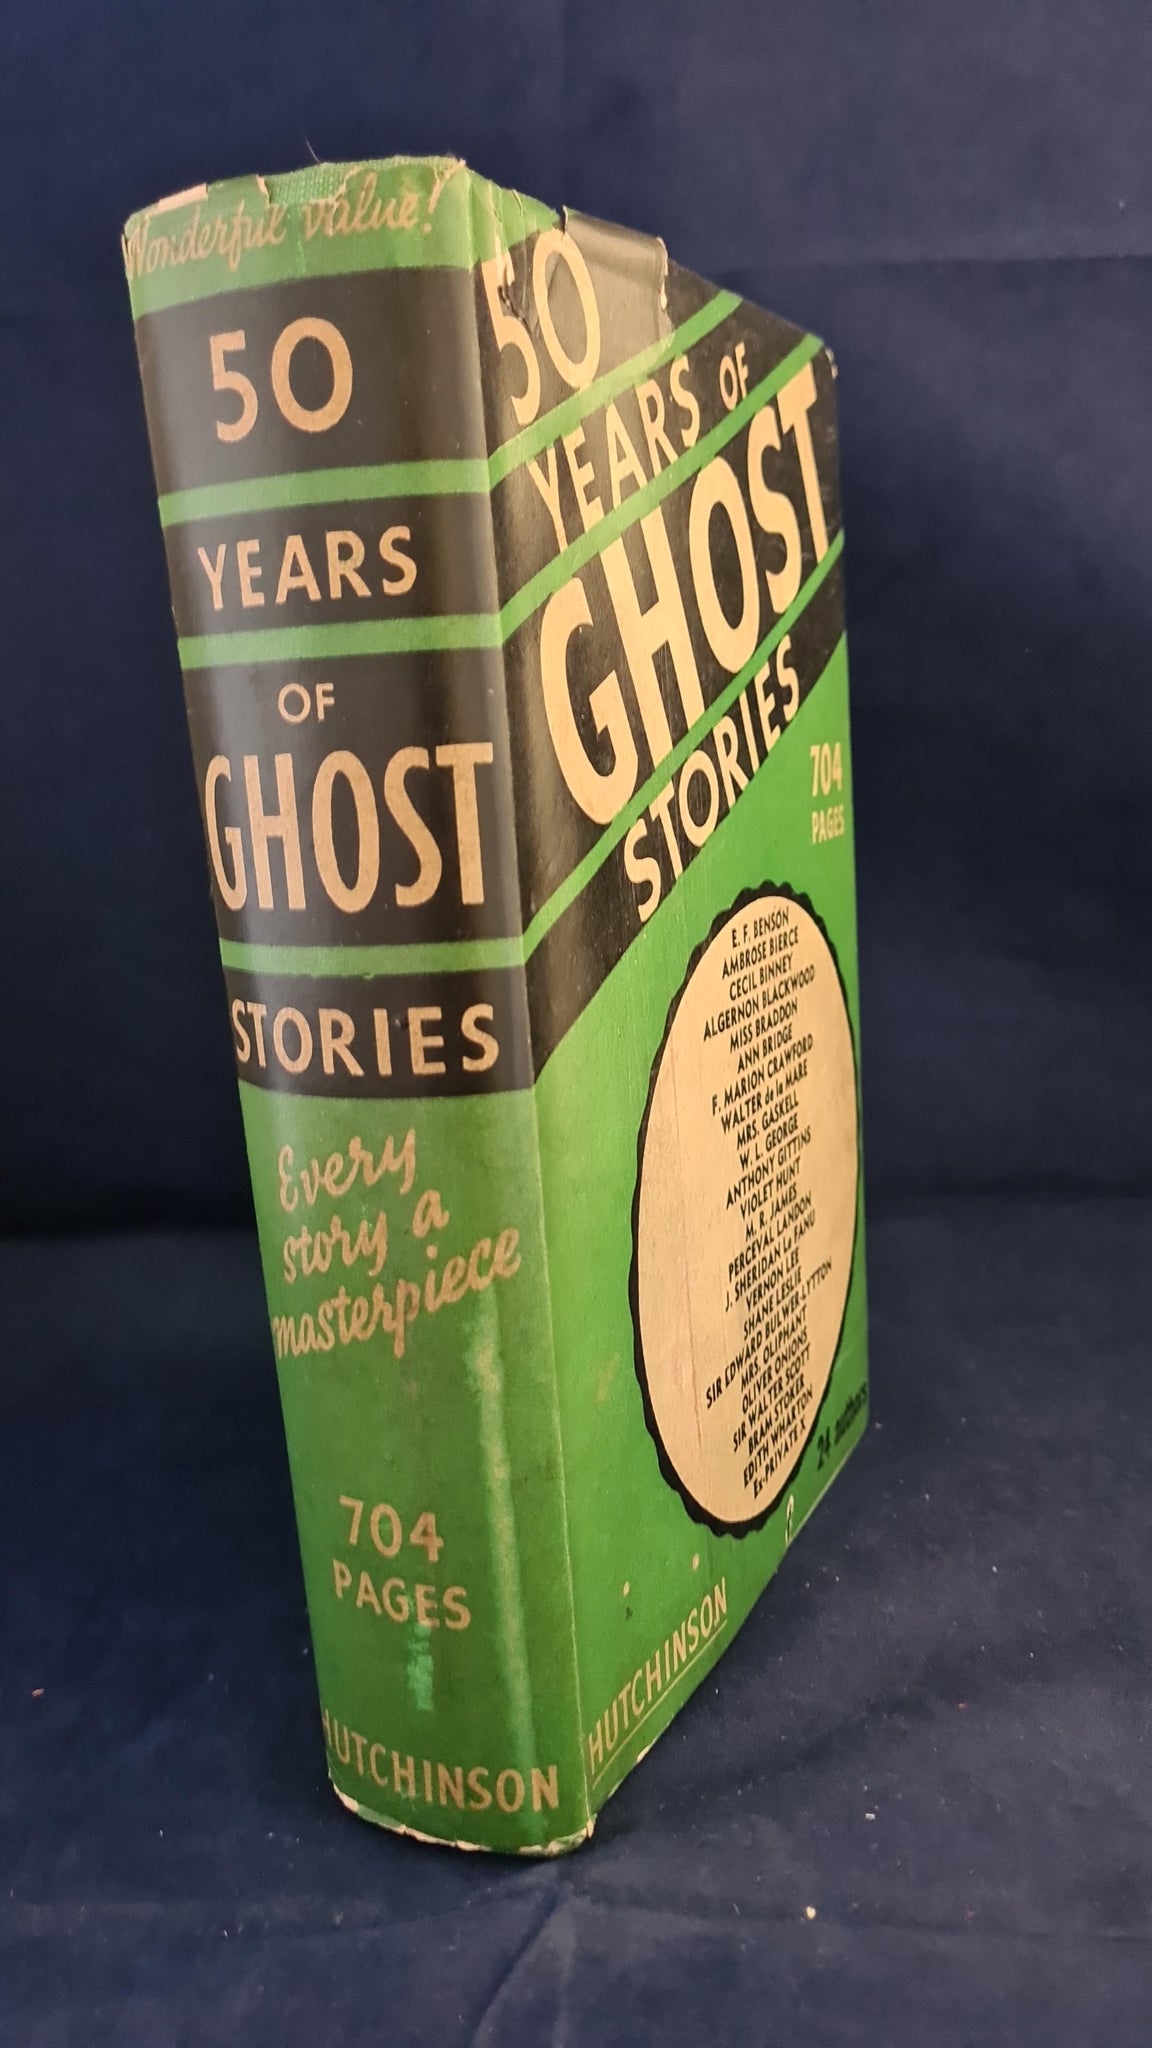 Wonderful value!
50
YEARS
OF
GHOST
STORIES
Every
story a
masterpiece
704
PAGES
HUTCHINSON
50
YEARS OF
GHOST
STORIES
704
PAGES
E. F. BENSON
AMBROSE BIERCE
CECIL BINNEY
ALGERNON BLACKWOOD
MISS BRADDON
ANN BRIDGE
F. MARION CRAWFORD
WALTER de la MARE
MRS. GASKELL
W. L. GEORGE
ANTHONY GITTINS
VIOLET HUNT
M. R. JAMES
PERCEVAL LANDON
J. SHERIDAN Le FANU
VERNON LEE
SHANE LESLIE
SIR EDWARD BULWER-LYTTON
MRS. OLIPHANT
OLIVER ONIONS
SIR WALTER SCOTT
BRAM STOKER
EDITH WHARTON
Ex-PRIVATE X
24 authors
HUTCHINSON